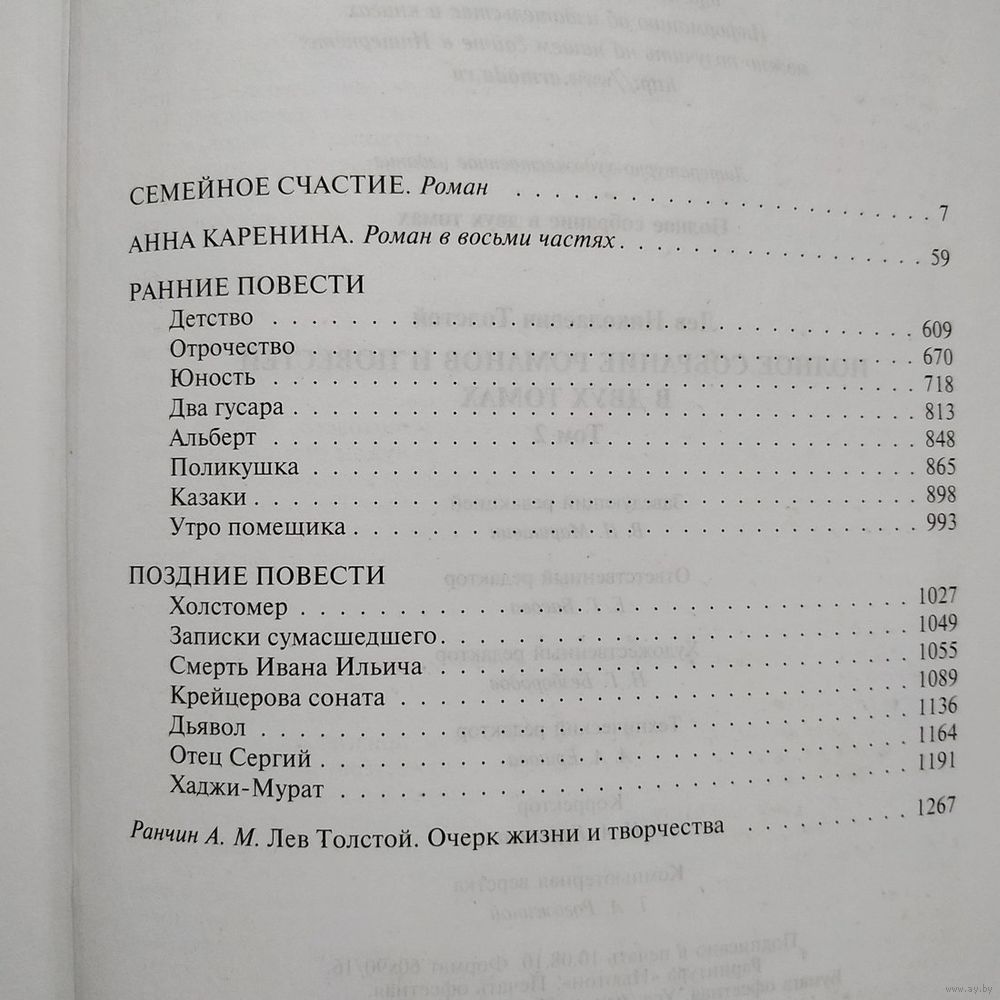 СЕМЕЙНОЕ СЧАСТИЕ. Роман . . . . . . . . . . . . . . . . . . . . . . 7
АННА КАРЕНИНА. Роман в восьми частях. . . . . . . . . . . . . . . . 59
РАННИЕ ПОВЕСТИ
Детство . . . . . . . . . . . . . . . . . . . . . . . . . . . . . . 609
Отрочество . . . . . . . . . . . . . . . . . . . . . . . . . . . . 670
Юность . . . . . . . . . . . . . . . . . . . . . . . . . . . . . . 718
Два гусара . . . . . . . . . . . . . . . . . . . . . . . . . . . . 813
Альберт . . . . . . . . . . . . . . . . . . . . . . . . . . . . . . 848
Поликушка . . . . . . . . . . . . . . . . . . . . . . . . . . . . 865
Казаки . . . . . . . . . . . . . . . . . . . . . . . . . . . . . . 898
Утро помещика . . . . . . . . . . . . . . . . . . . . . . . . . . 993
ПОЗДНИЕ ПОВЕСТИ
Холстомер . . . . . . . . . . . . . . . . . . . . . . . . . . . . 1027
Записки сумасшедшего. . . . . . . . . . . . . . . . . . . . . . . 1049
Смерть Ивана Ильича . . . . . . . . . . . . . . . . . . . . . . . 1055
Крейцерова соната . . . . . . . . . . . . . . . . . . . . . . . . 1089
Дьявол . . . . . . . . . . . . . . . . . . . . . . . . . . . . . . 1136
Отец Сергий . . . . . . . . . . . . . . . . . . . . . . . . . . . 1164
Хаджи-Мурат . . . . . . . . . . . . . . . . . . . . . . . . . . . 1191
Ранчин А. М. Лев Толстой. Очерк жизни и творчества . . . . . . . . 1267
www.ay.by